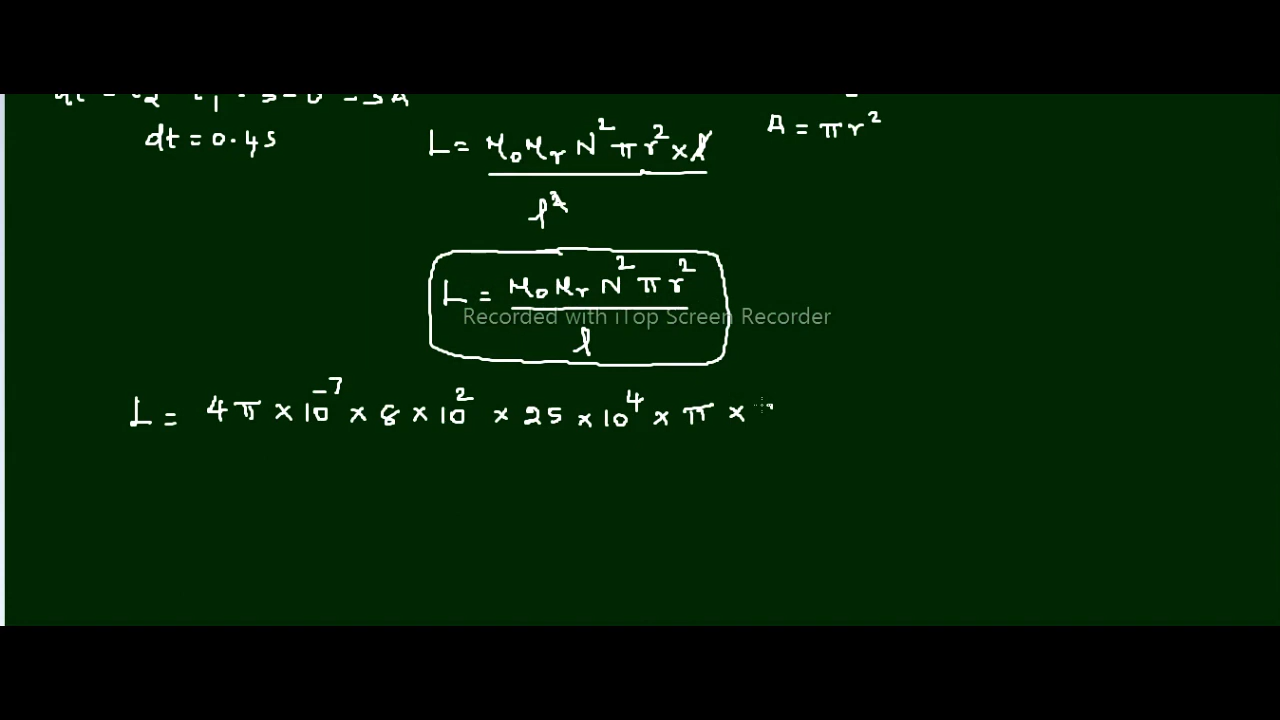 dt = 0.4s
A = πr²
L = μ₀μᵣN²πr² × l
l²
L = μ₀μᵣN²πr²
Recorded with iTop Screen Recorder
l
L = 4π × 10⁻⁷ × 8 × 10² × 25 × 10⁴ × π ×